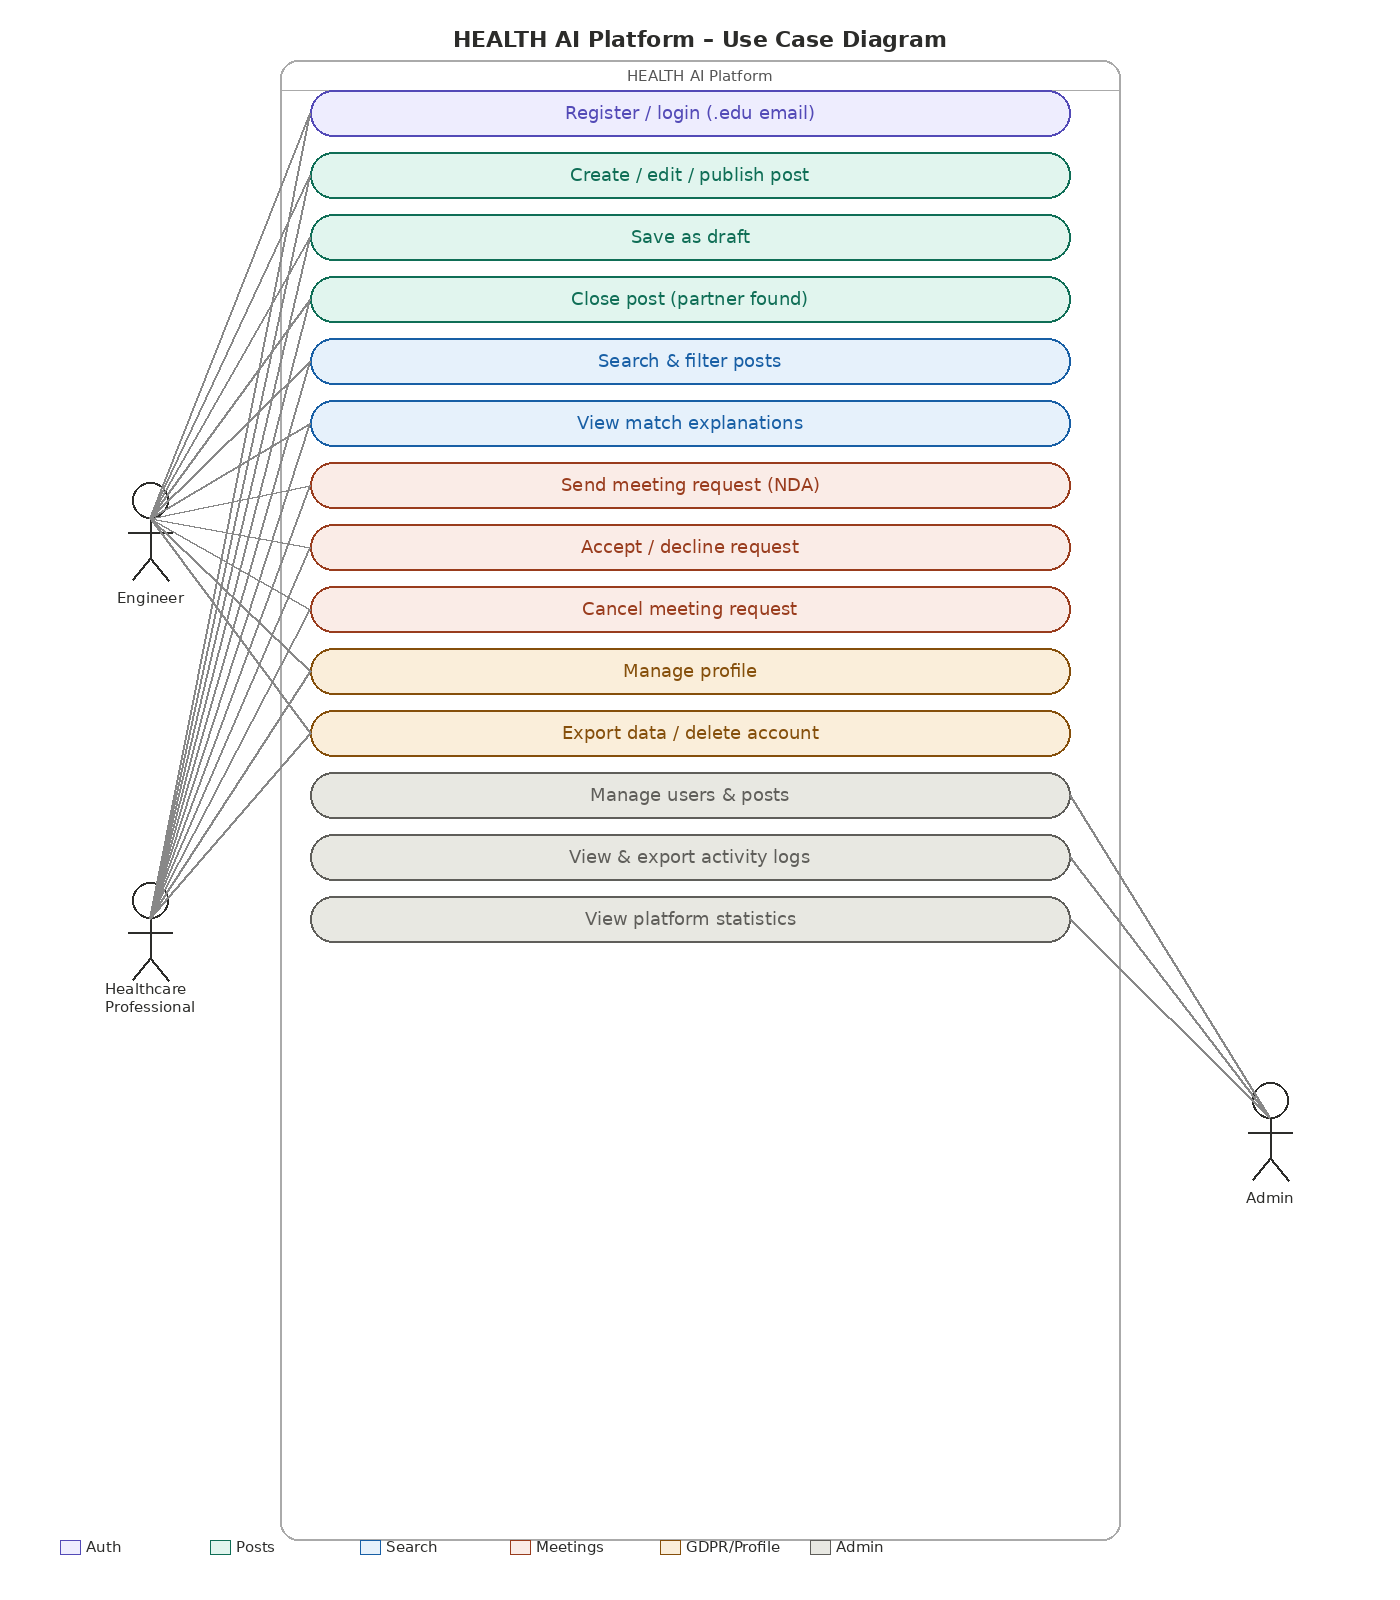 HEALTH AI Platform – Use Case Diagram
HEALTH AI Platform
Register / login (.edu email)
Create / edit / publish post
Save as draft
Close post (partner found)
Search & filter posts
View match explanations
Send meeting request (NDA)
Accept / decline request
Cancel meeting request
Manage profile
Export data / delete account
Manage users & posts
View & export activity logs
View platform statistics
Engineer
Healthcare
Professional
Admin
Auth
Posts
Search
Meetings
GDPR/Profile
Admin